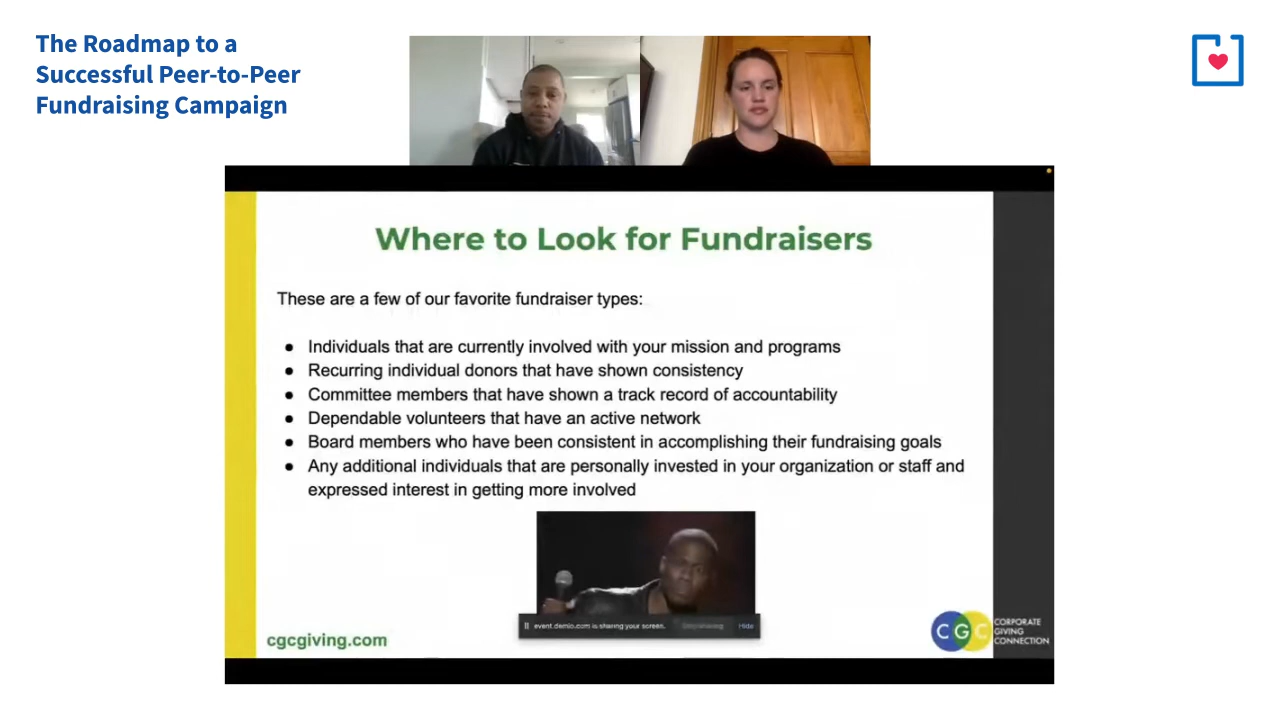 The Roadmap to a
Successful Peer-to-Peer
Fundraising Campaign
Where to Look for Fundraisers
These are a few of our favorite fundraiser types:
● Individuals that are currently involved with your mission and programs
● Recurring individual donors that have shown consistency
● Committee members that have shown a track record of accountability
● Dependable volunteers that have an active network
● Board members who have been consistent in accomplishing their fundraising goals
● Any additional individuals that are personally invested in your organization or staff and
expressed interest in getting more involved
event.demio.com is sharing your screen. Stop sharing Hide
cgcgiving.com
CGC CORPORATE
GIVING
CONNECTION